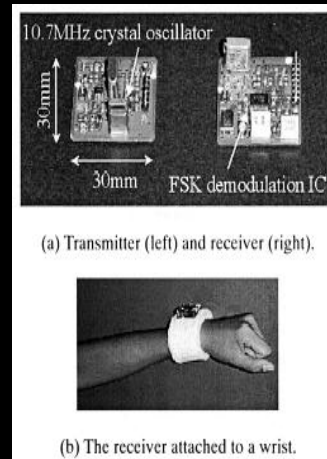 10.7MHz crystal oscillator
30mm
30mm
FSK demodulation IC
(a) Transmitter (left) and receiver (right).
(b) The receiver attached to a wrist.